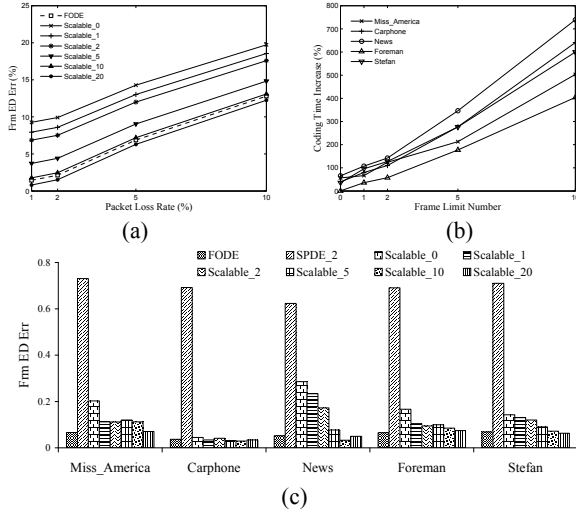 25
20
15
10
5
0
Frm ED Err (%)
FODE
Scalable_0
Scalable_1
Scalable_2
Scalable_5
Scalable_10
Scalable_20
1 2 5 10
Packet Loss Rate (%)
(a)
800
700
600
500
400
300
200
100
0
Coding Time Increase (%)
Miss_America
Carphone
News
Foreman
Stefan
0 1 2 5 10
Frame Limit Number
(b)
FODE SPDE_2 Scalable_0 Scalable_1
Scalable_2 Scalable_5 Scalable_10 Scalable_20
0.8
0.6
0.4
0.2
0
Frm ED Err
Miss_America Carphone News Foreman Stefan
(c)